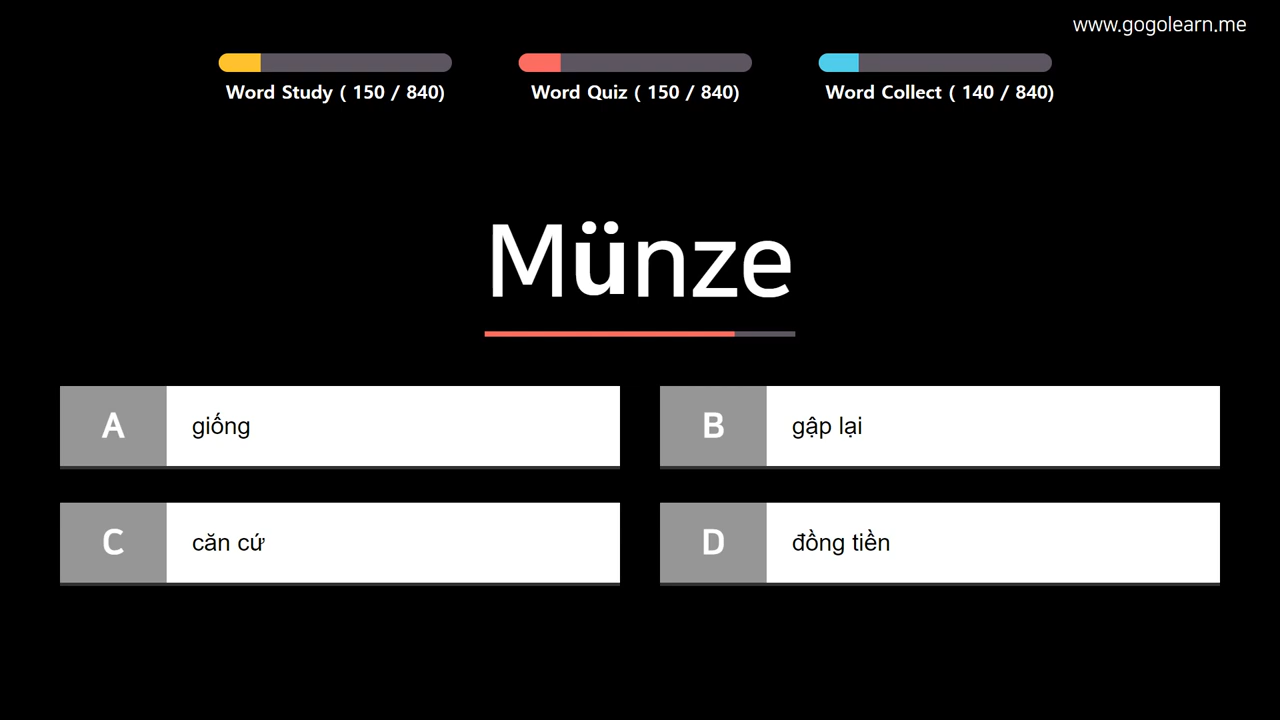 www.gogolearn.me
Word Study ( 150 / 840)
Word Quiz ( 150 / 840)
Word Collect ( 140 / 840)
Münze
A giống
B gập lại
C căn cứ
D đồng tiền